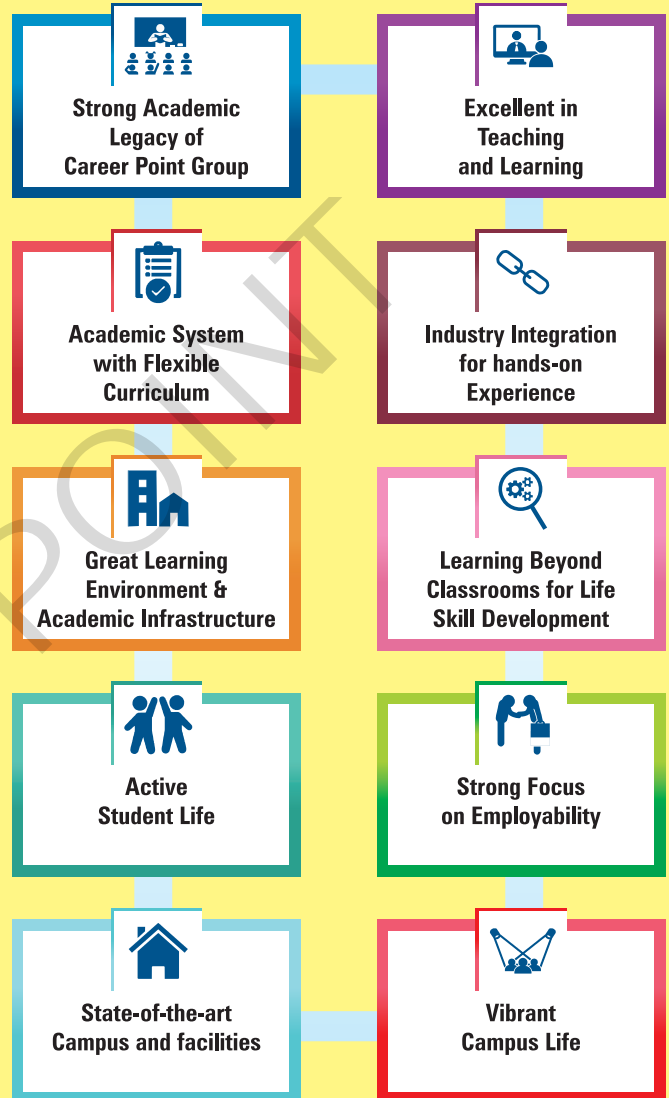 Strong Academic
Legacy of
Career Point Group
Excellent in
Teaching
and Learning
Academic System
with Flexible
Curriculum
Industry Integration
for hands-on
Experience
Great Learning
Environment &
Academic Infrastructure
Learning Beyond
Classrooms for Life
Skill Development
Active
Student Life
Strong Focus
on Employability
State-of-the-art
Campus and facilities
Vibrant
Campus Life
POINT